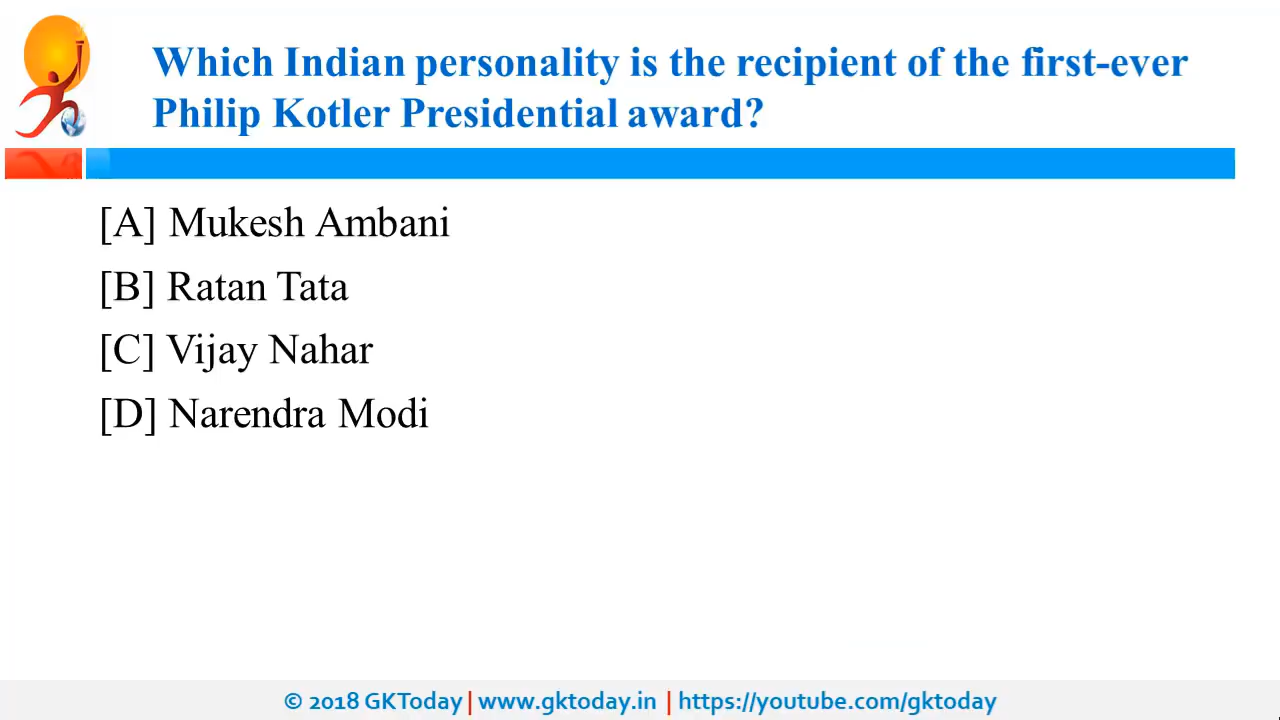 Which Indian personality is the recipient of the first-ever
Philip Kotler Presidential award?
[A] Mukesh Ambani
[B] Ratan Tata
[C] Vijay Nahar
[D] Narendra Modi
© 2018 GKToday | www.gktoday.in | https://youtube.com/gktoday